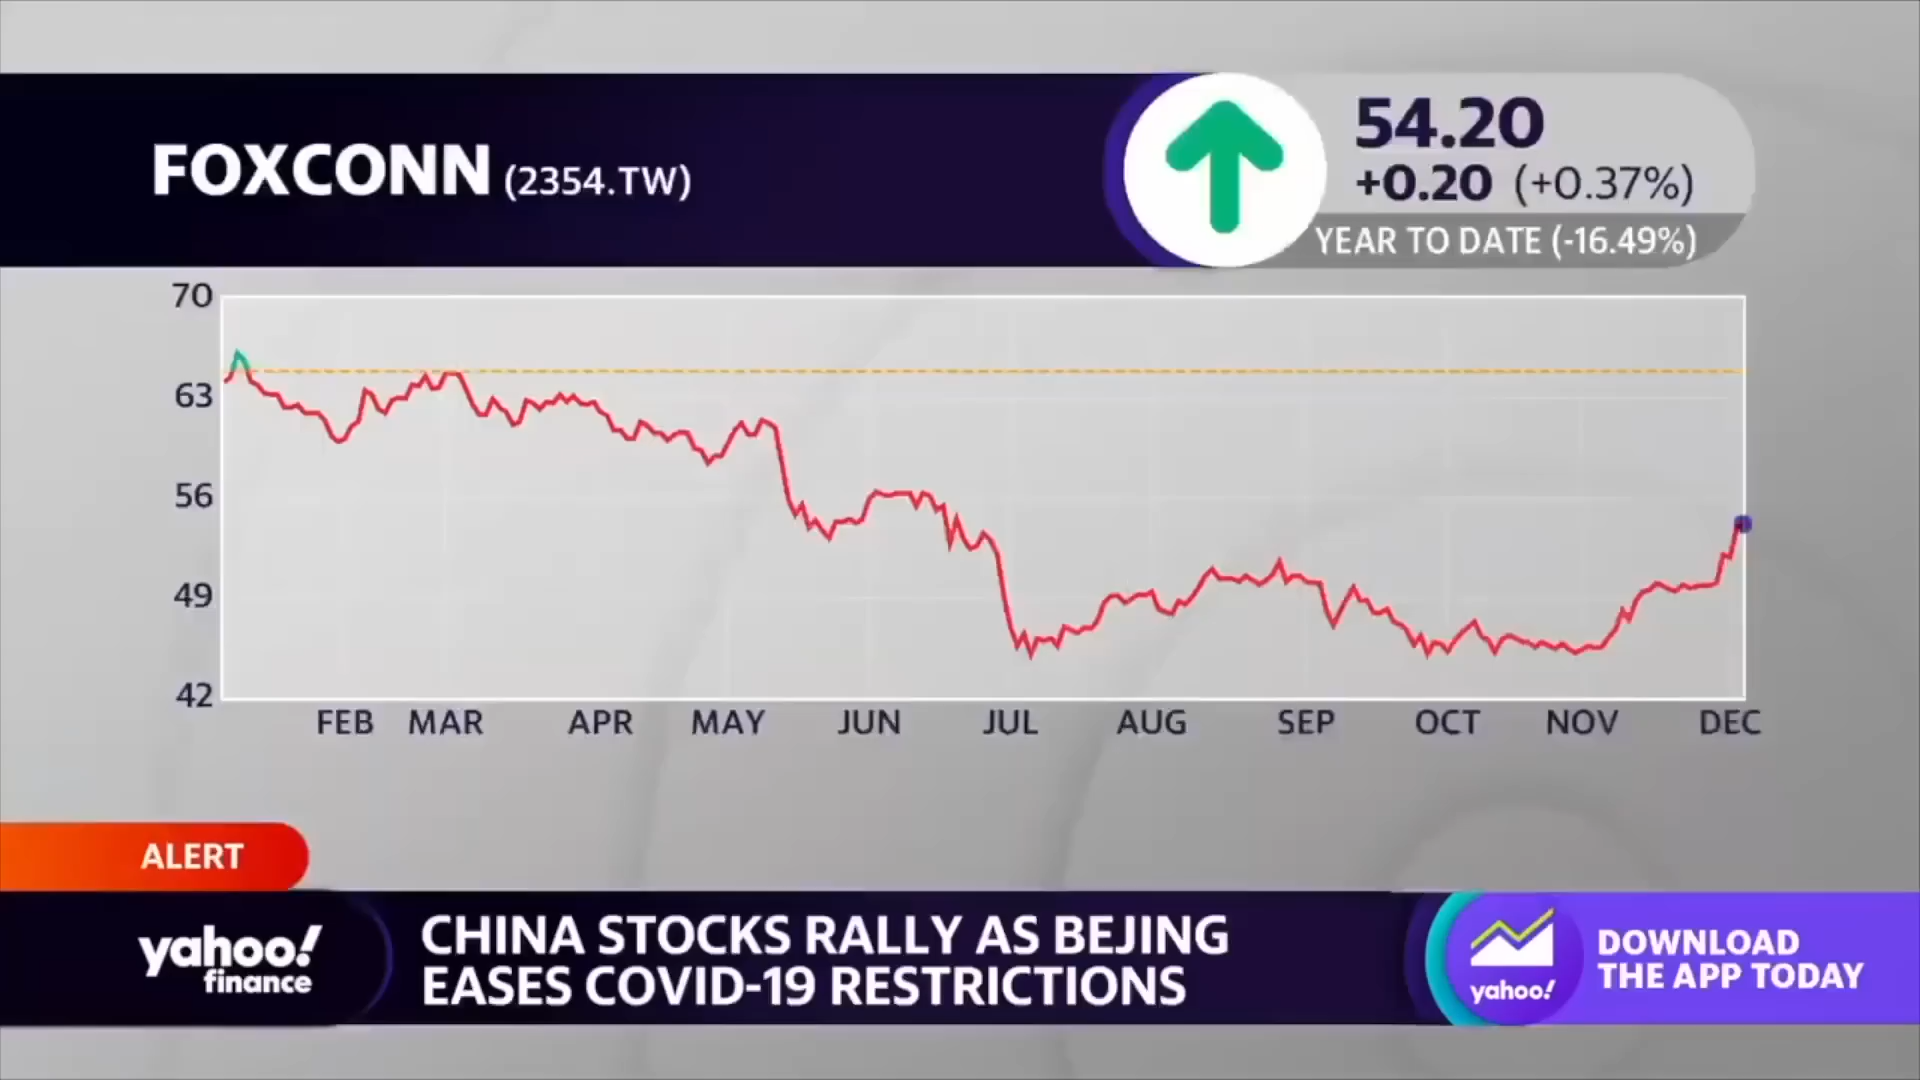 FOXCONN (2354.TW)
54.20
+0.20 (+0.37%)
YEAR TO DATE (-16.49%)
70
63
56
49
42
FEB MAR APR MAY JUN JUL AUG SEP OCT NOV DEC
ALERT
yahoo!
finance
CHINA STOCKS RALLY AS BEJING
EASES COVID-19 RESTRICTIONS
yahoo!
DOWNLOAD
THE APP TODAY